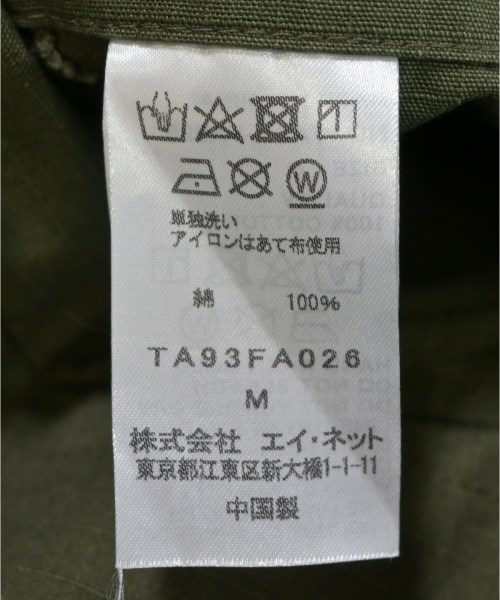 W
単独洗い
アイロンはあて布使用
綿 100%
TA93FA026
M
株式会社 エイ・ネット
東京都江東区新大橋1-1-11
中国製